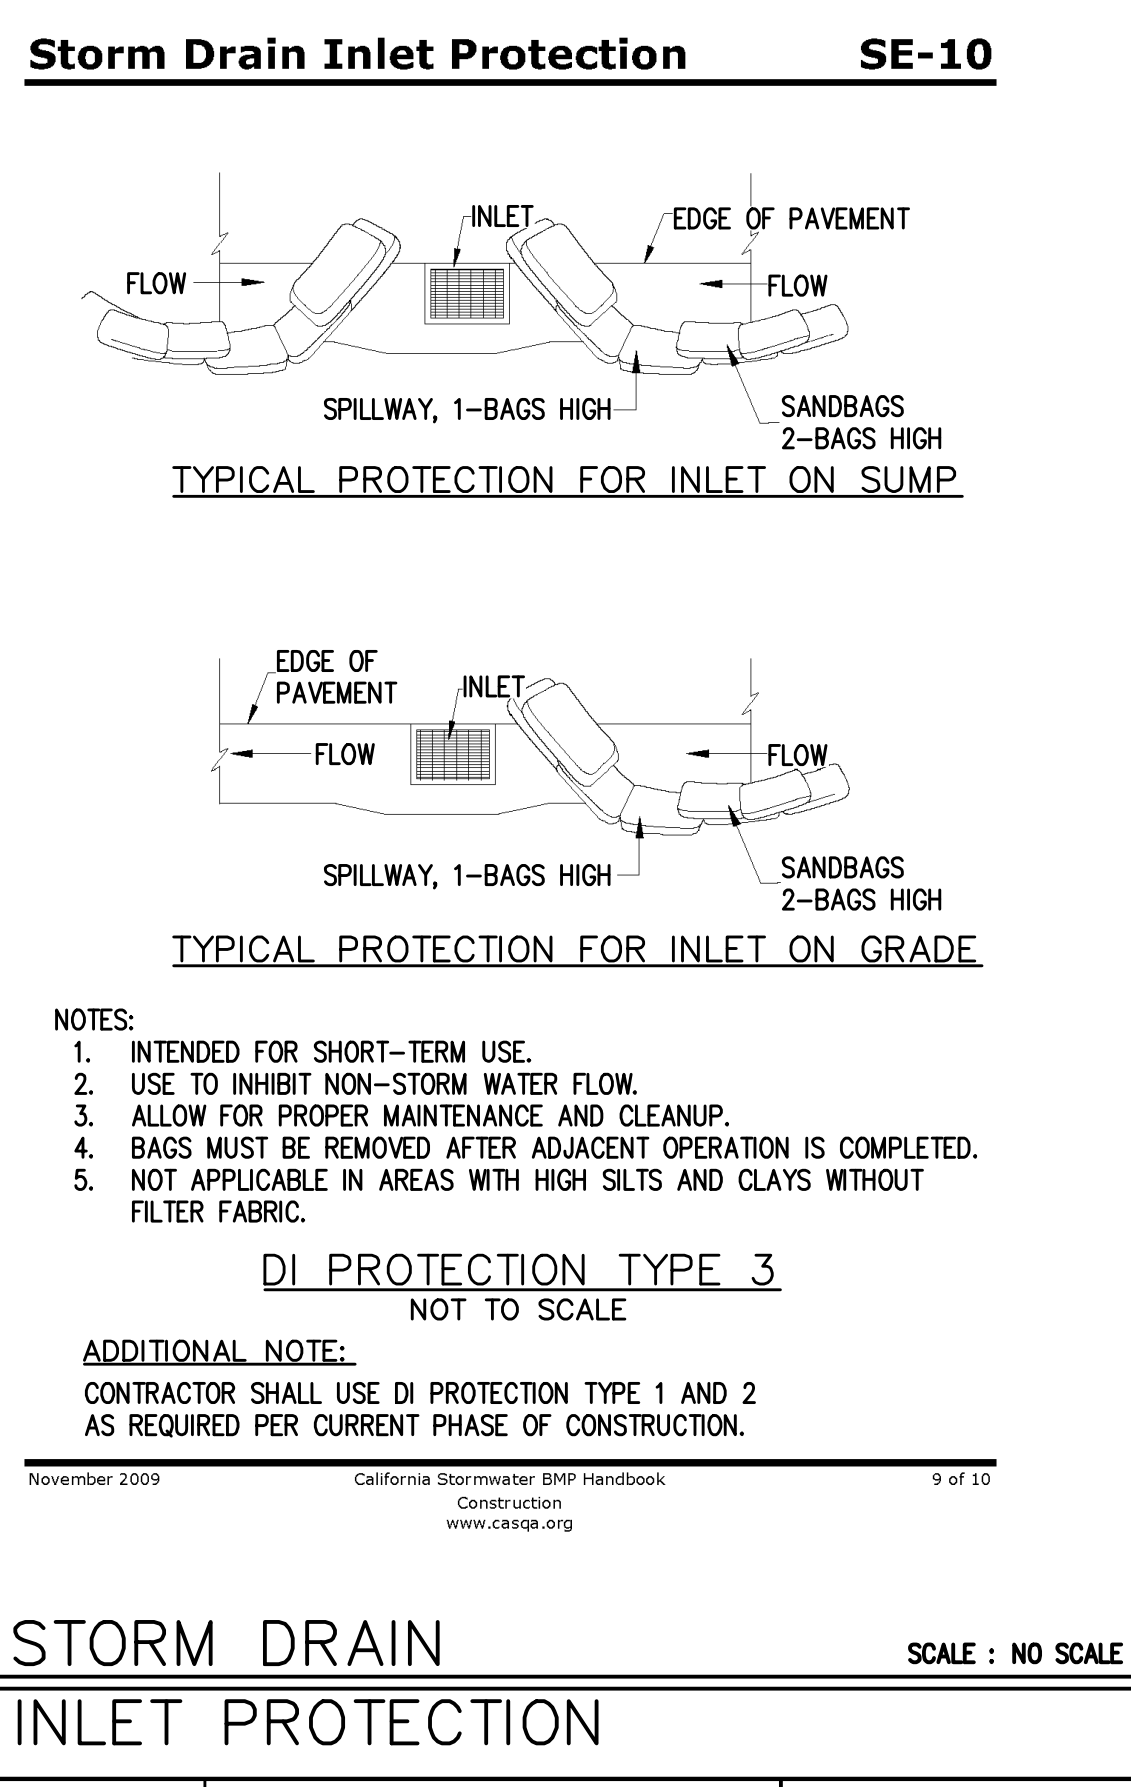 Storm Drain Inlet Protection SE-10
INLET
EDGE OF PAVEMENT
FLOW
FLOW
SPILLWAY, 1-BAGS HIGH
SANDBAGS
2-BAGS HIGH
TYPICAL PROTECTION FOR INLET ON SUMP
EDGE OF
PAVEMENT
INLET
FLOW
FLOW
SPILLWAY, 1-BAGS HIGH
SANDBAGS
2-BAGS HIGH
TYPICAL PROTECTION FOR INLET ON GRADE
NOTES:
1. INTENDED FOR SHORT-TERM USE.
2. USE TO INHIBIT NON-STORM WATER FLOW.
3. ALLOW FOR PROPER MAINTENANCE AND CLEANUP.
4. BAGS MUST BE REMOVED AFTER ADJACENT OPERATION IS COMPLETED.
5. NOT APPLICABLE IN AREAS WITH HIGH SILTS AND CLAYS WITHOUT
FILTER FABRIC.
DI PROTECTION TYPE 3
NOT TO SCALE
ADDITIONAL NOTE:
CONTRACTOR SHALL USE DI PROTECTION TYPE 1 AND 2
AS REQUIRED PER CURRENT PHASE OF CONSTRUCTION.
November 2009 California Stormwater BMP Handbook 9 of 10
Construction
www.casqa.org
STORM DRAIN
SCALE : NO SCALE
INLET PROTECTION